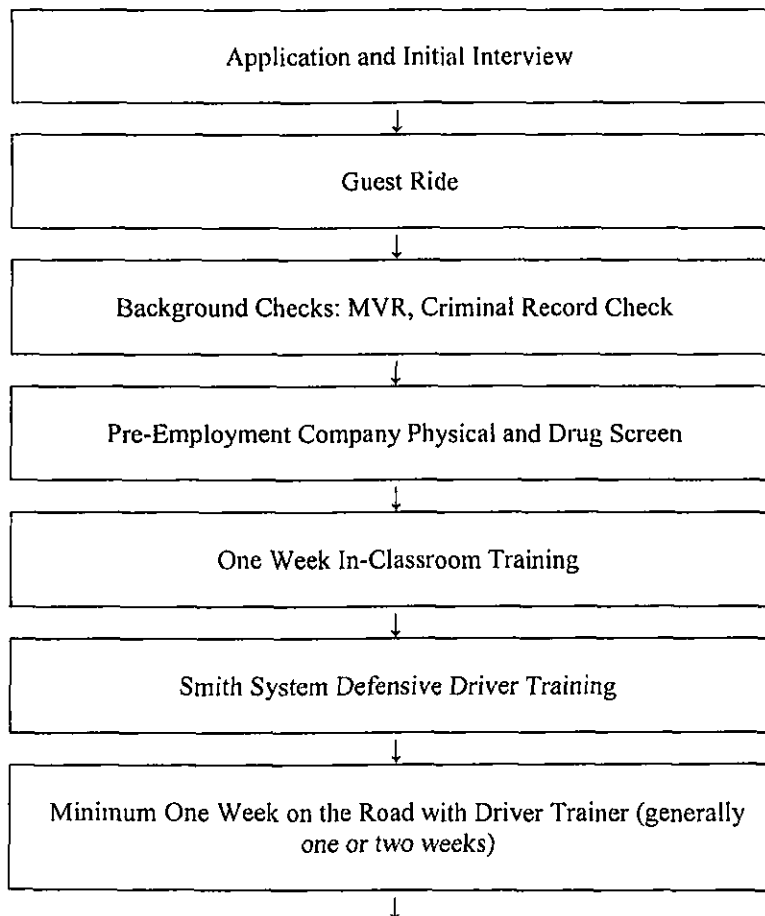 Application and Initial Interview
↓
Guest Ride
↓
Background Checks: MVR, Criminal Record Check
↓
Pre-Employment Company Physical and Drug Screen
↓
One Week In-Classroom Training
↓
Smith System Defensive Driver Training
↓
Minimum One Week on the Road with Driver Trainer (generally
one or two weeks)
↓